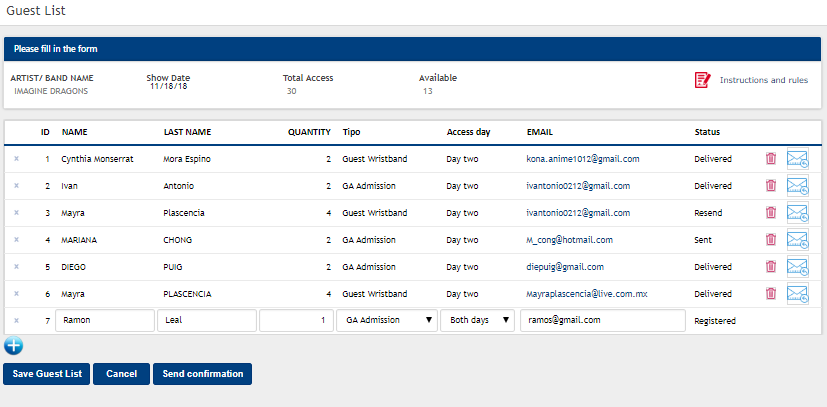 Guest List
Please fill in the form
ARTIST/ BAND NAME Show Date Total Access Available
IMAGINE DRAGONS 11/18/18 30 13 Instructions and rules
ID NAME LAST NAME QUANTITY Tipo Access day EMAIL Status
x 1 Cynthia Monserrat Mora Espino 2 Guest Wristband Day two kona.anime1012@gmail.com Delivered
x 2 Ivan Antonio 2 GA Admission Day two ivantonio0212@gmail.com Delivered
x 3 Mayra Plascencia 4 Guest Wristband Day two ivantonio0212@gmail.com Resend
x 4 MARIANA CHONG 2 GA Admission Day two M_cong@hotmail.com Sent
x 5 DIEGO PUIG 2 GA Admission Day two diepuig@gmail.com Delivered
x 6 Mayra PLASCENCIA 4 Guest Wristband Day two Mayraplascencia@live.com.mx Delivered
x 7 Ramon Leal 1 GA Admission Both days ramos@gmail.com Registered
Save Guest List Cancel Send confirmation